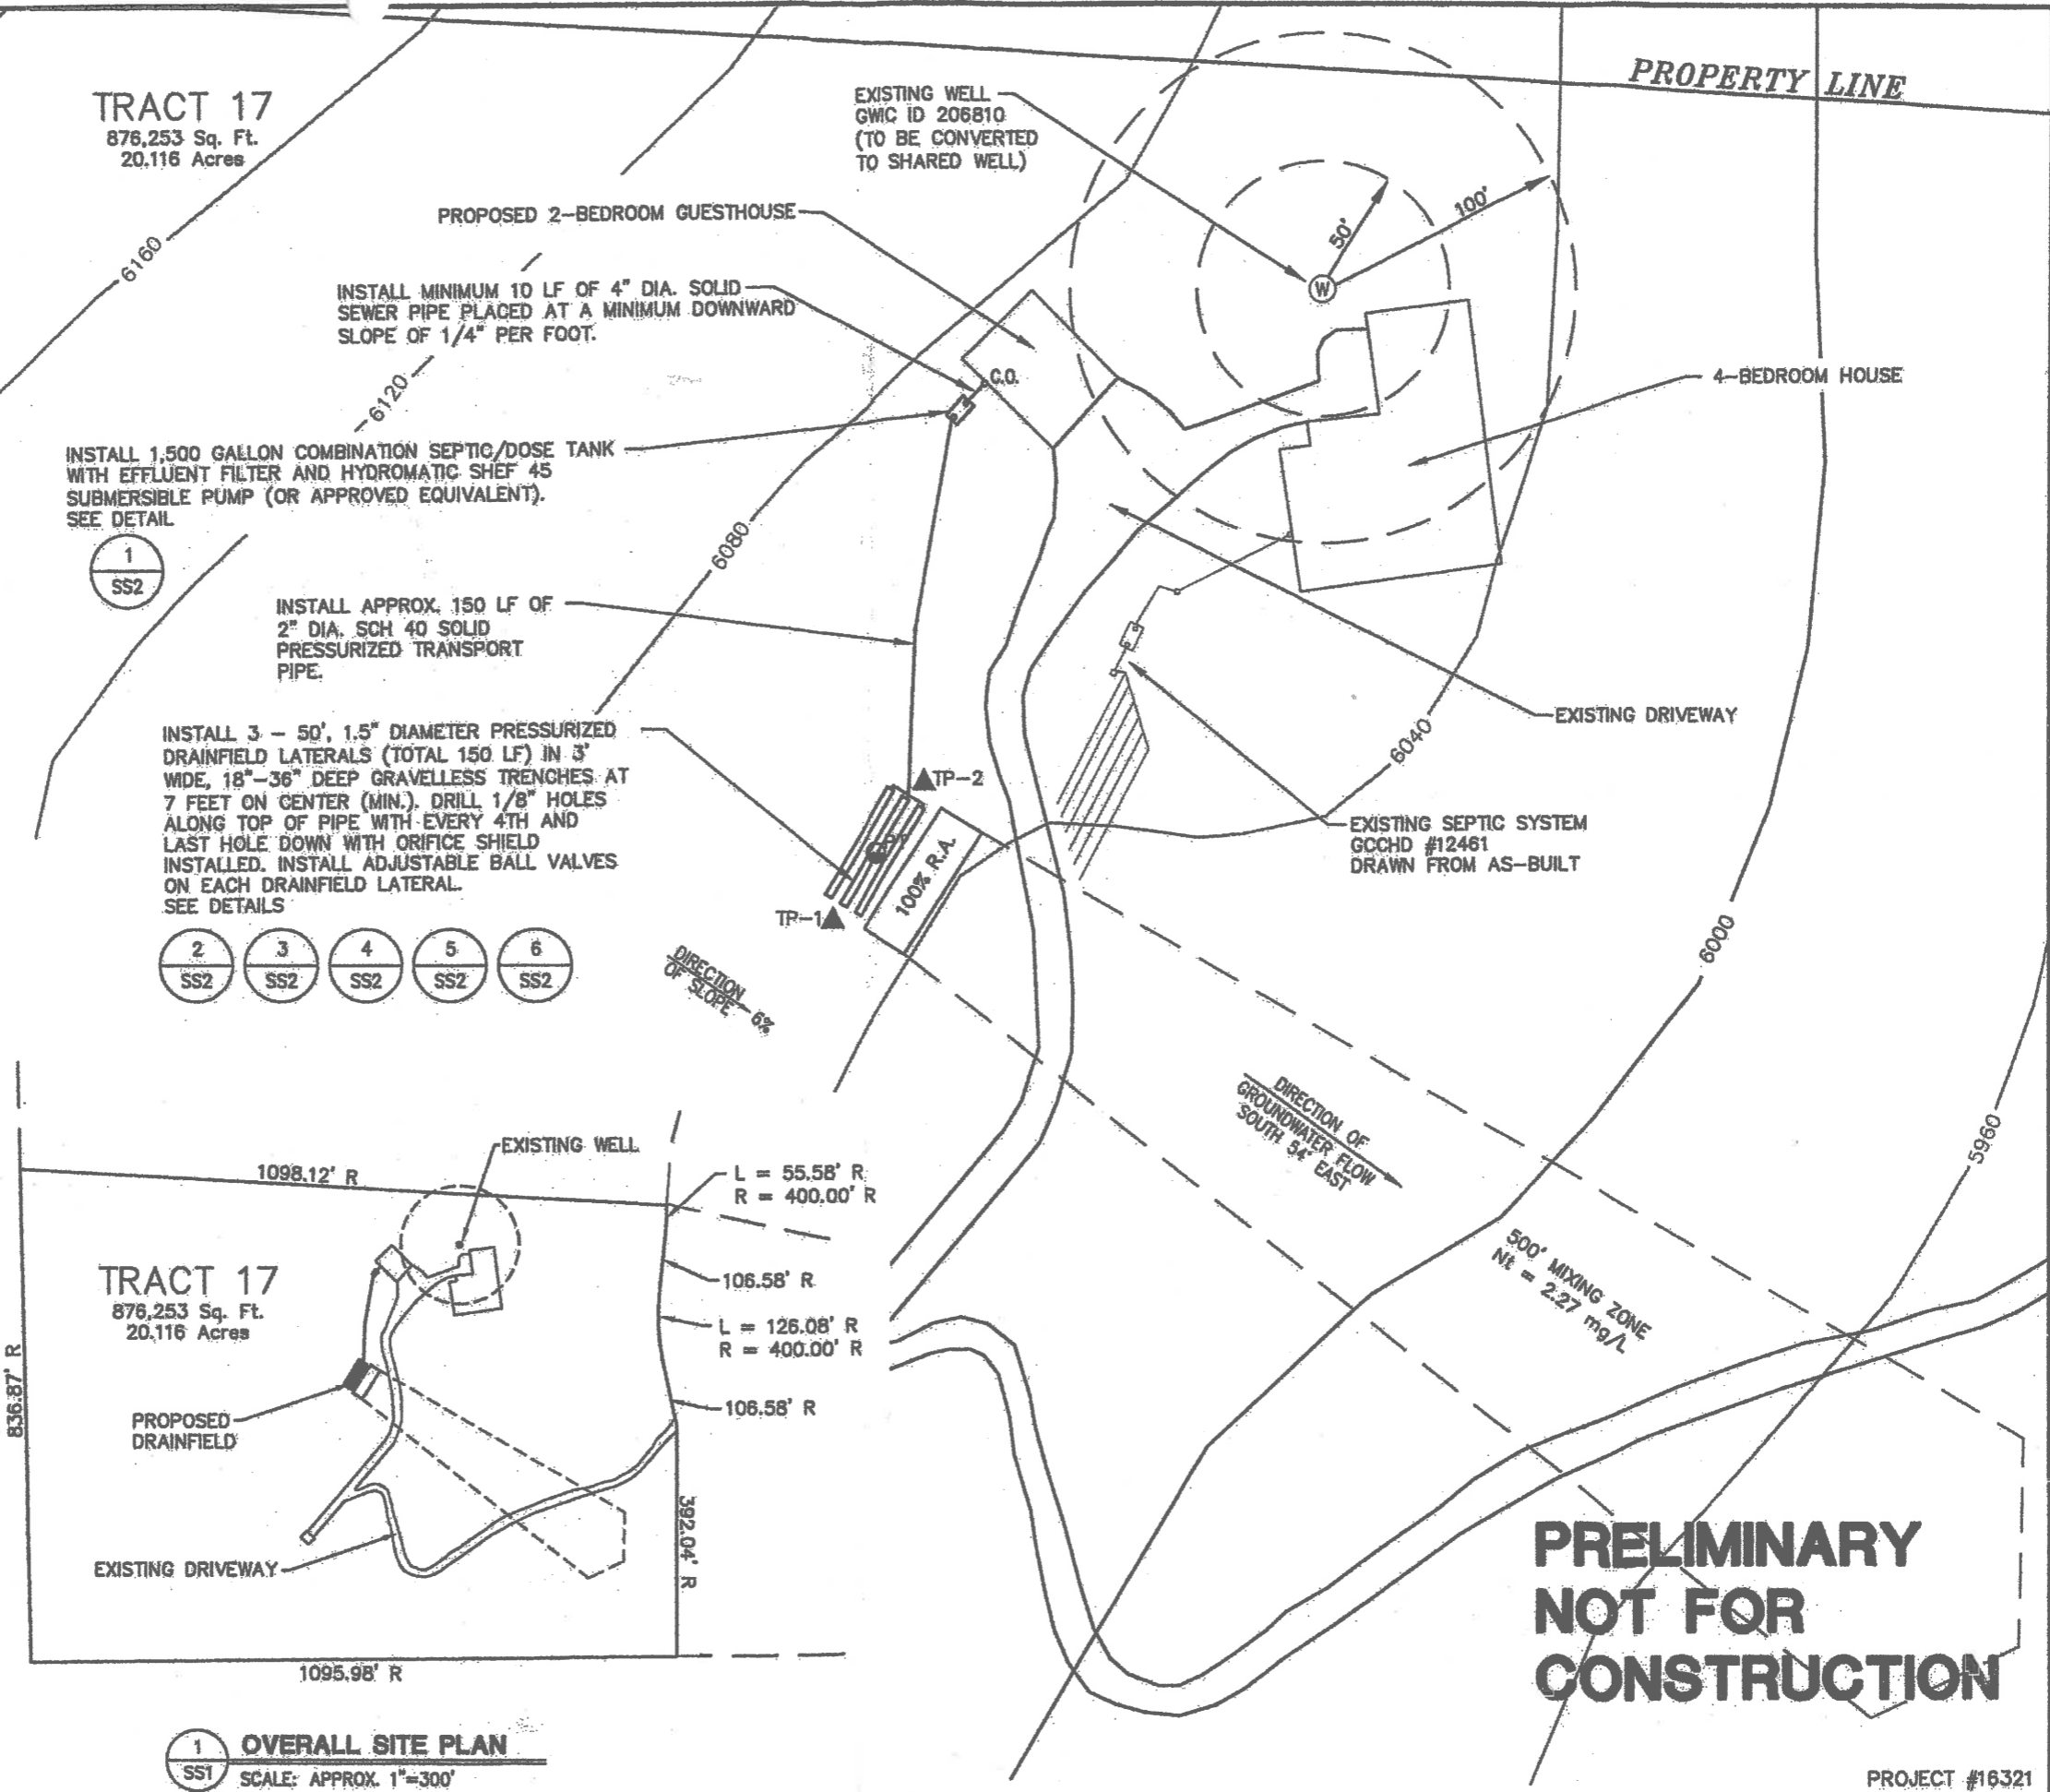 PROPERTY LINE
TRACT 17
876,253 Sq. Ft.
20.116 Acres
EXISTING WELL
GWIC ID 206810
(TO BE CONVERTED
TO SHARED WELL)
50'
100'
W
PROPOSED 2-BEDROOM GUESTHOUSE
6160
INSTALL MINIMUM 10 LF OF 4" DIA. SOLID
SEWER PIPE PLACED AT A MINIMUM DOWNWARD
SLOPE OF 1/4" PER FOOT.
C.O.
4-BEDROOM HOUSE
6120
INSTALL 1,500 GALLON COMBINATION SEPTIC/DOSE TANK
WITH EFFLUENT FILTER AND HYDROMATIC SHEF 45
SUBMERSIBLE PUMP (OR APPROVED EQUIVALENT).
SEE DETAIL
1
SS2
6080
INSTALL APPROX. 150 LF OF
2" DIA. SCH 40 SOLID
PRESSURIZED TRANSPORT
PIPE.
EXISTING DRIVEWAY
6040
INSTALL 3 - 50', 1.5" DIAMETER PRESSURIZED
DRAINFIELD LATERALS (TOTAL 150 LF) IN 3'
WIDE, 18"-36" DEEP GRAVELLESS TRENCHES AT
7 FEET ON CENTER (MIN.). DRILL 1/8" HOLES
ALONG TOP OF PIPE WITH EVERY 4TH AND
LAST HOLE DOWN WITH ORIFICE SHIELD
INSTALLED. INSTALL ADJUSTABLE BALL VALVES
ON EACH DRAINFIELD LATERAL.
SEE DETAILS
2
SS2
3
SS2
4
SS2
5
SS2
6
SS2
TP-2
TP-1
100% R.A.
EXISTING SEPTIC SYSTEM
GCCHD #12461
DRAWN FROM AS-BUILT
DIRECTION
OF SLOPE
6%
6000
DIRECTION OF
GROUNDWATER FLOW
SOUTH 54° EAST
5960
500' MIXING ZONE
Nt = 2.27 mg/L
EXISTING WELL
1098.12' R
L = 55.58' R
R = 400.00' R
106.58' R
L = 126.08' R
R = 400.00' R
106.58' R
TRACT 17
876,253 Sq. Ft.
20.116 Acres
836.87' R
PROPOSED
DRAINFIELD
392.04' R
EXISTING DRIVEWAY
1095.98' R
1
SS1
OVERALL SITE PLAN
SCALE: APPROX. 1"=300'
PRELIMINARY
NOT FOR
CONSTRUCTION
PROJECT #16321